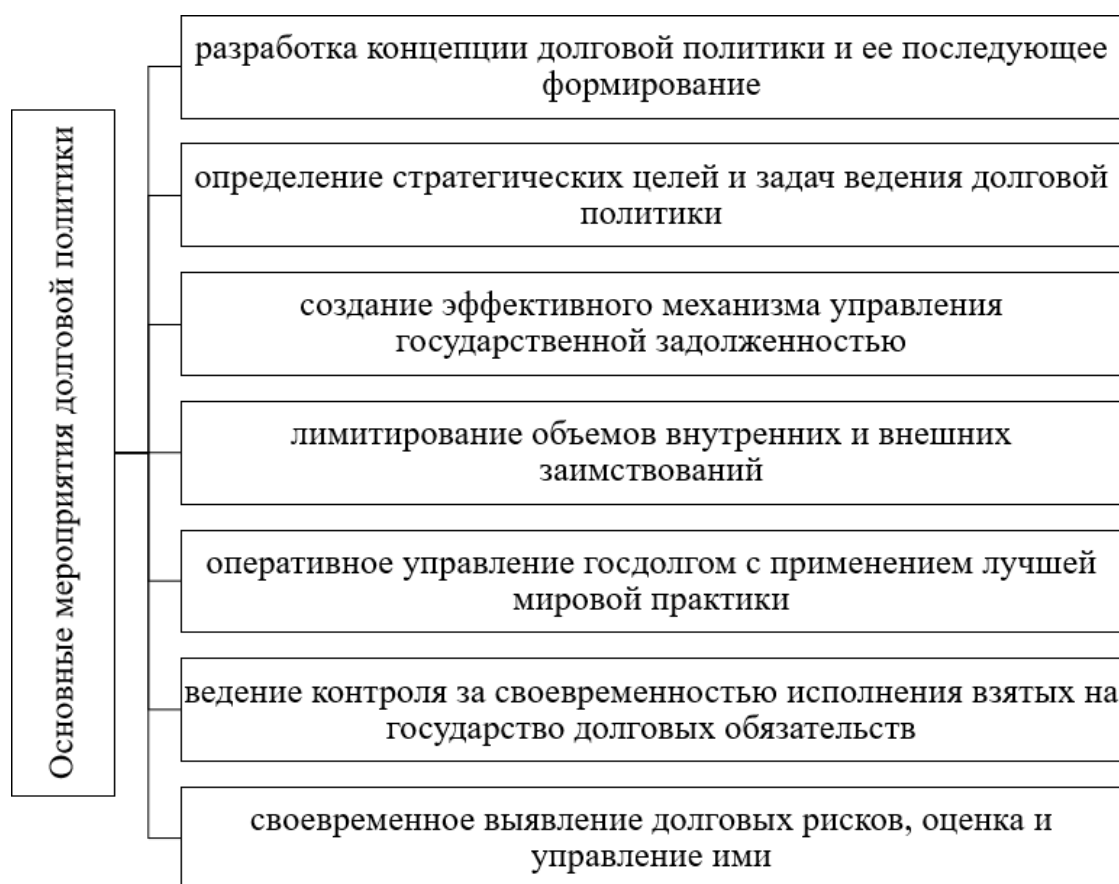 Основные мероприятия долговой политики
разработка концепции долговой политики и ее последующее
формирование
определение стратегических целей и задач ведения долговой
политики
создание эффективного механизма управления
государственной задолженностью
лимитирование объемов внутренних и внешних
заимствований
оперативное управление госдолгом с применением лучшей
мировой практики
ведение контроля за своевременностью исполнения взятых на
государство долговых обязательств
своевременное выявление долговых рисков, оценка и
управление ими